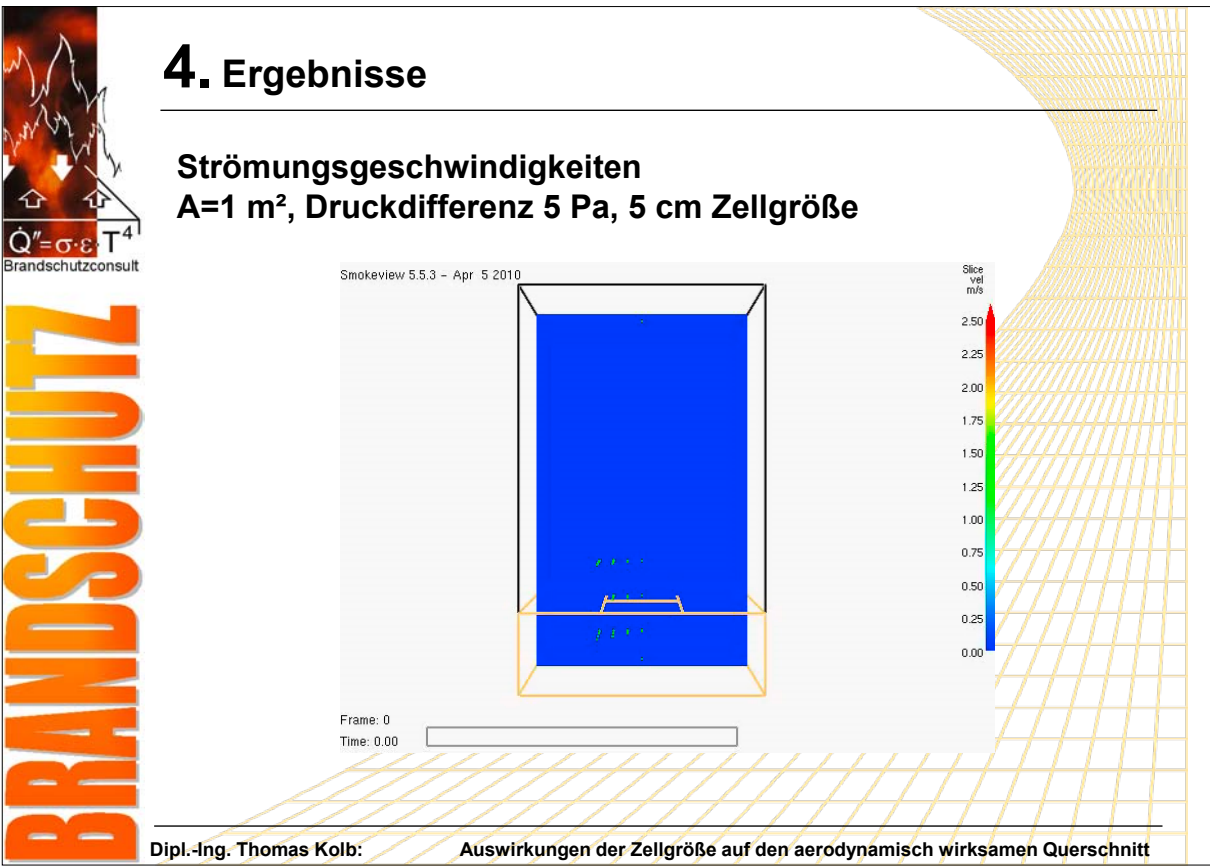 4. Ergebnisse
Strömungsgeschwindigkeiten
A=1 m², Druckdifferenz 5 Pa, 5 cm Zellgröße
Q̇″=σ·ε·T⁴
Brandschutzconsult
BRANDSCHUTZ
Smokeview 5.5.3 – Apr 5 2010
Slice
vel
m/s
2.50
2.25
2.00
1.75
1.50
1.25
1.00
0.75
0.50
0.25
0.00
Frame: 0
Time: 0.00
Dipl.-Ing. Thomas Kolb: Auswirkungen der Zellgröße auf den aerodynamisch wirksamen Querschnitt